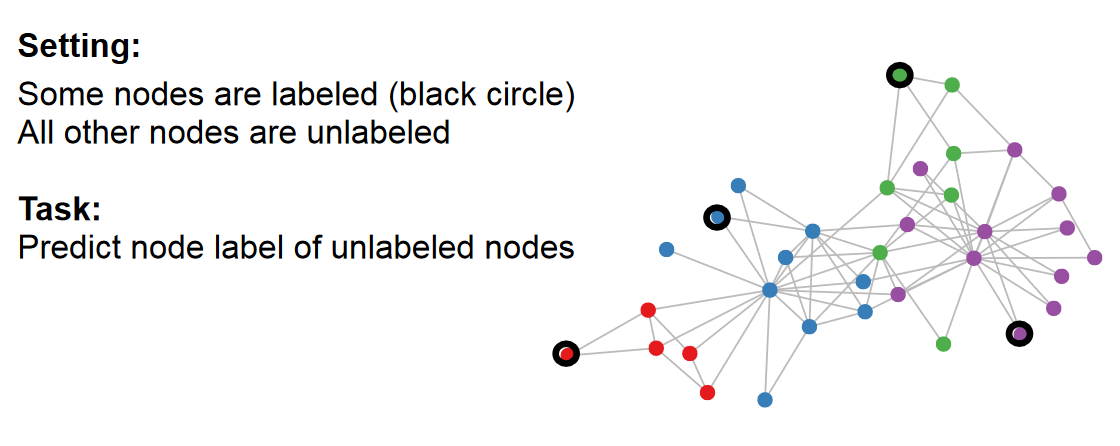 Setting:
Some nodes are labeled (black circle)
All other nodes are unlabeled
Task:
Predict node label of unlabeled nodes